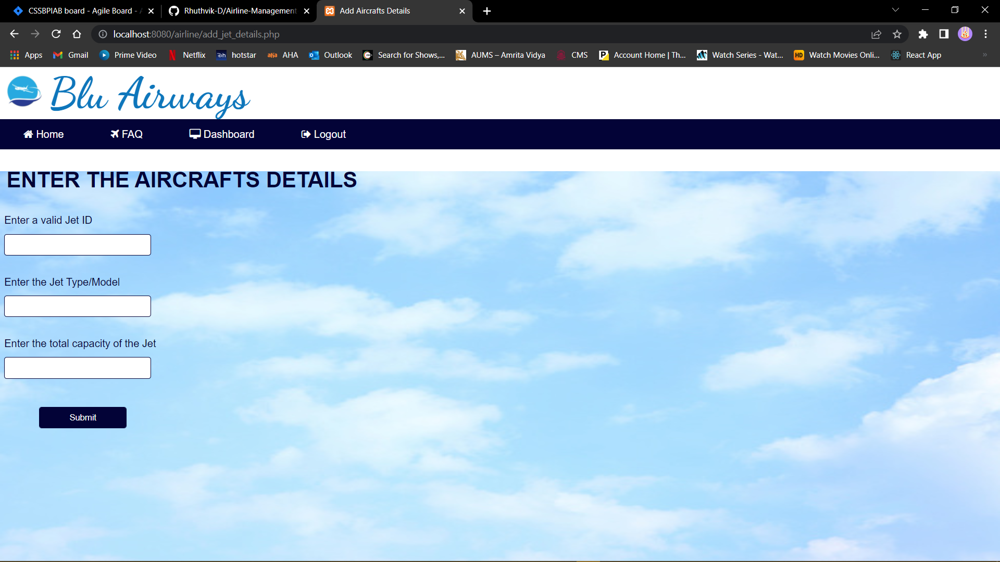 CSSBPIAB board - Agile Board -
Rhuthvik-D/Airline-Management
Add Aircrafts Details
localhost:8080/airline/add_jet_details.php
Apps
Gmail
Prime Video
Netflix
hotstar
AHA
Outlook
Search for Shows,...
AUMS – Amrita Vidya
CMS
Account Home | Th...
Watch Series - Wat...
HD
Watch Movies Onli...
React App
Blu Airways
Home
FAQ
Dashboard
Logout
ENTER THE AIRCRAFTS DETAILS
Enter a valid Jet ID
Enter the Jet Type/Model
Enter the total capacity of the Jet
Submit